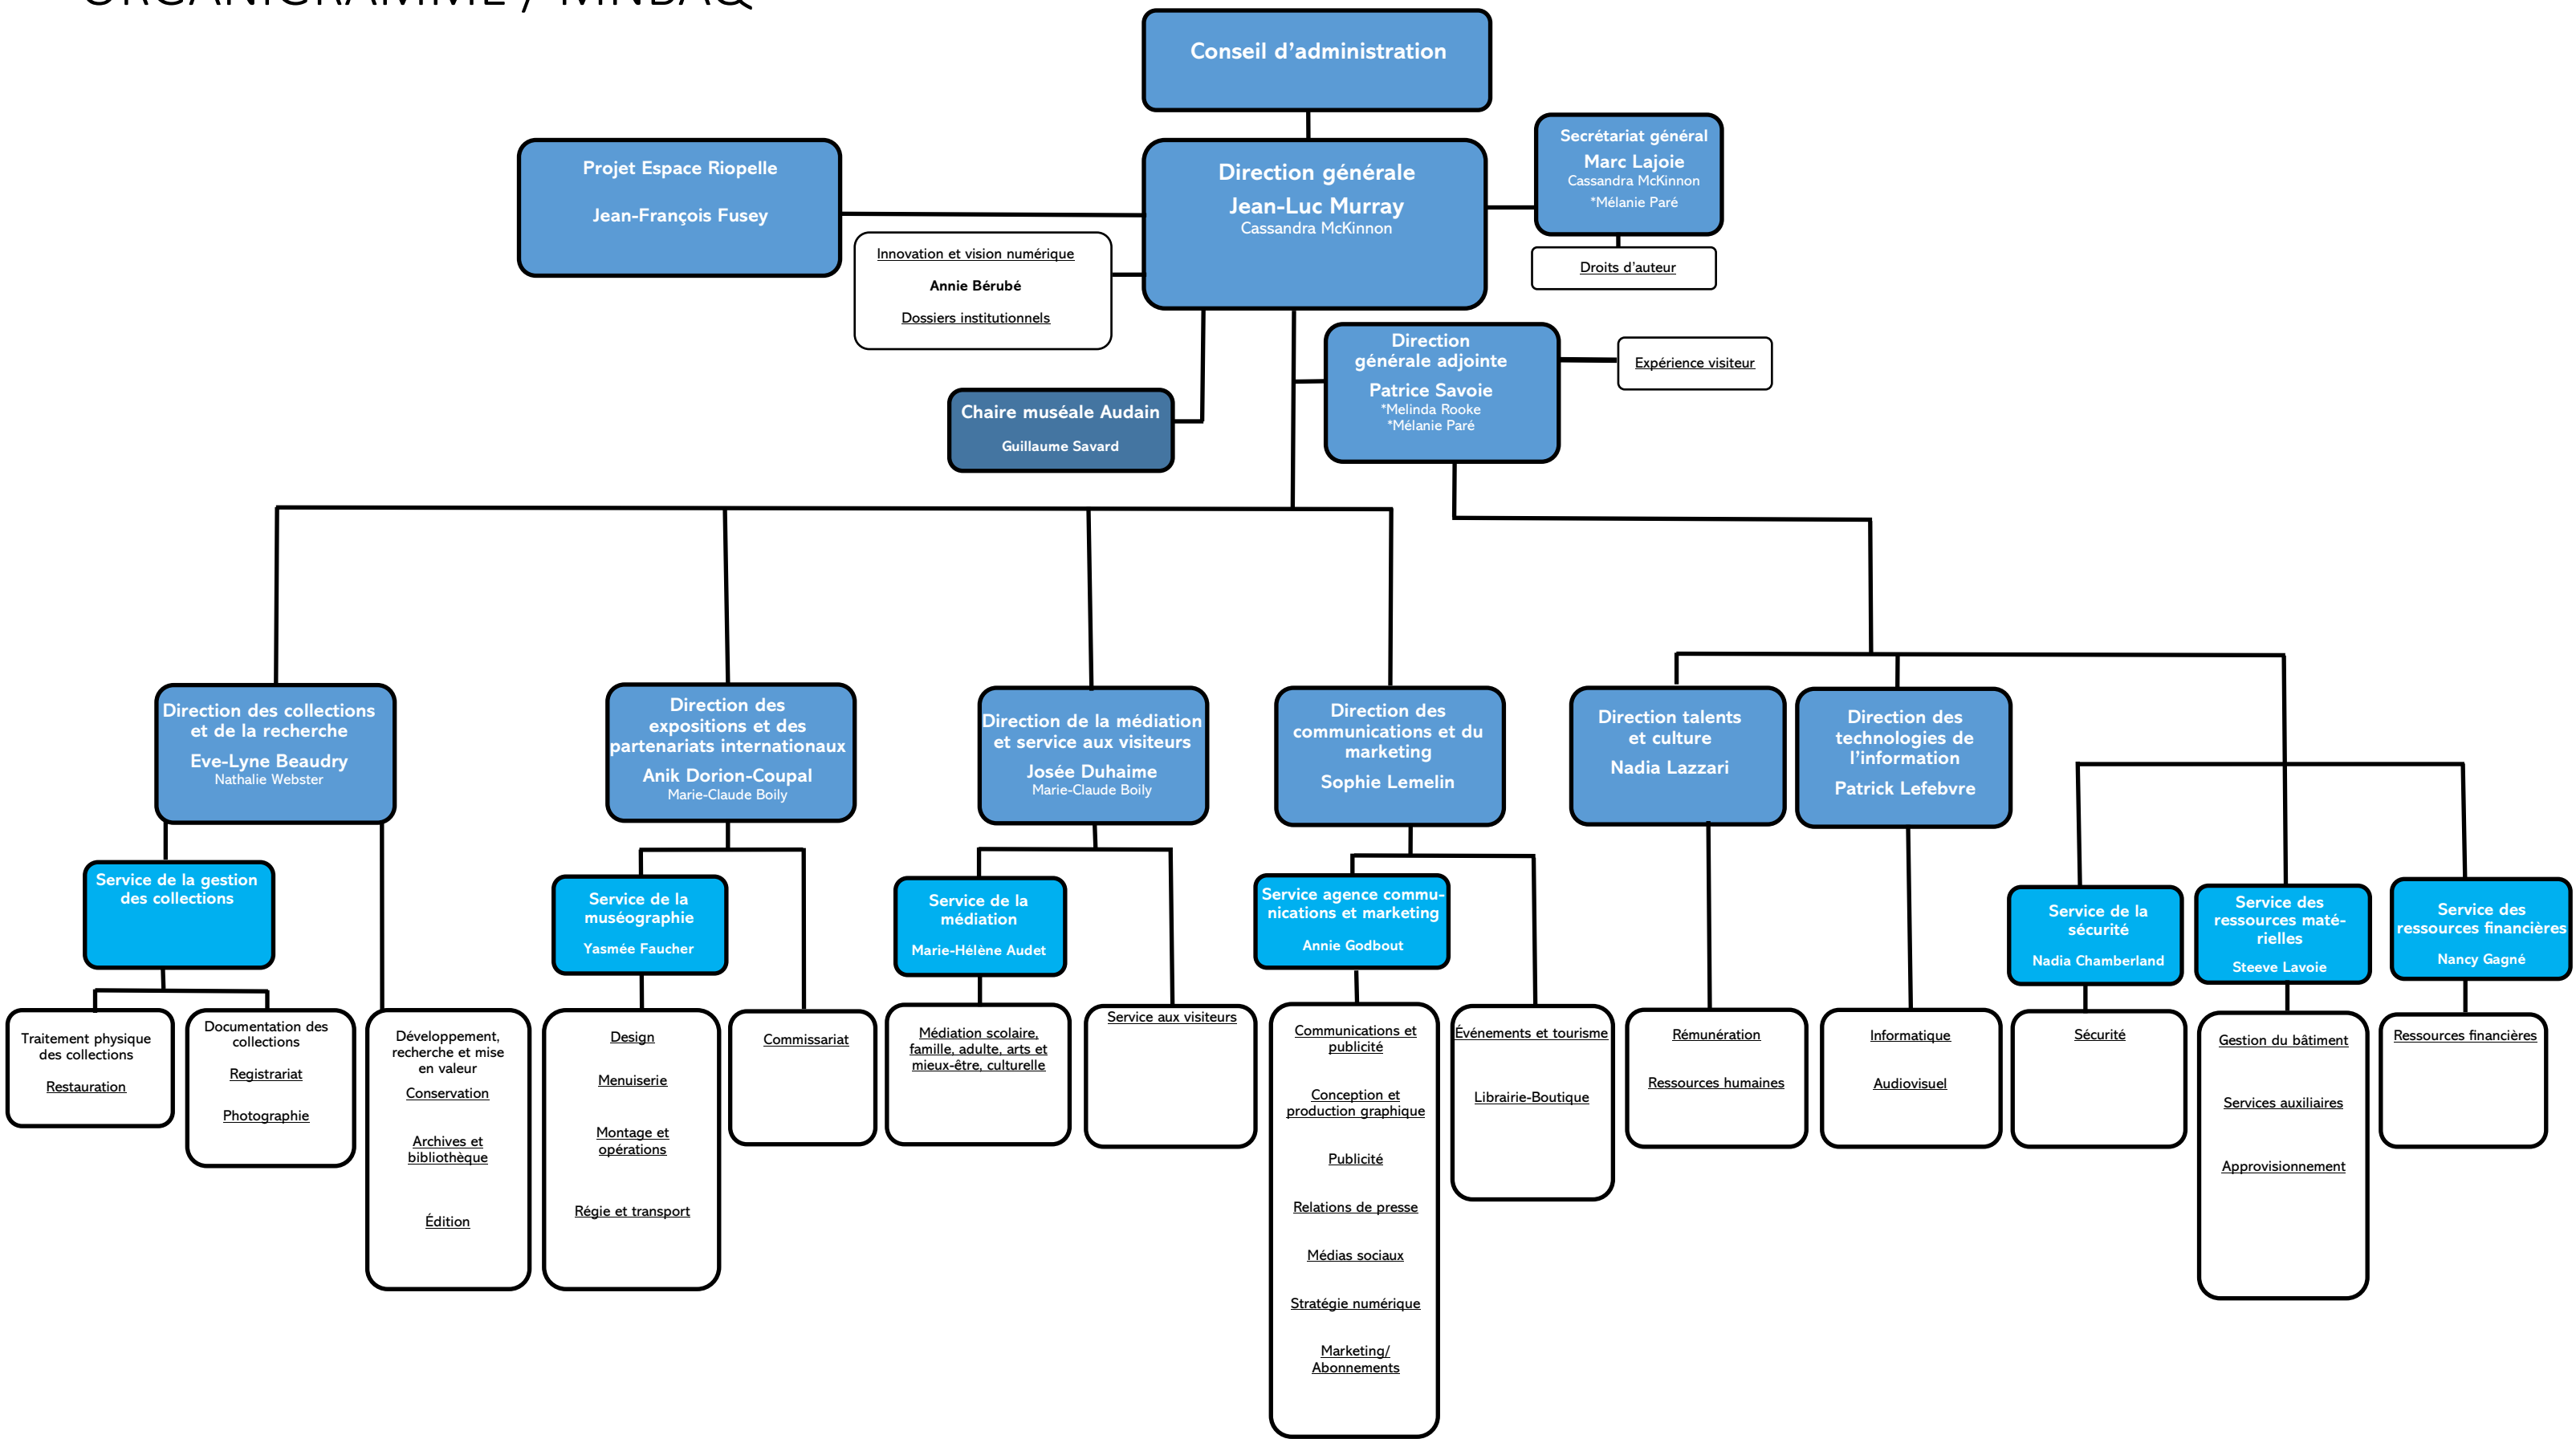 ORGANIGRAMME / MNBAQ
Conseil d’administration
Projet Espace Riopelle
Jean-François Fusey
Direction générale
Jean-Luc Murray
Cassandra McKinnon
Secrétariat général
Marc Lajoie
Cassandra McKinnon
*Mélanie Paré
Droits d’auteur
Innovation et vision numérique
Annie Bérubé
Dossiers institutionnels
Direction
générale adjointe
Patrice Savoie
*Melinda Rooke
*Mélanie Paré
Expérience visiteur
Chaire muséale Audain
Guillaume Savard
Direction des collections
et de la recherche
Eve-Lyne Beaudry
Nathalie Webster
Direction des
expositions et des
partenariats internationaux
Anik Dorion-Coupal
Marie-Claude Boily
Direction de la médiation
et service aux visiteurs
Josée Duhaime
Marie-Claude Boily
Direction des
communications et du
marketing
Sophie Lemelin
Direction talents
et culture
Nadia Lazzari
Direction des
technologies de
l’information
Patrick Lefebvre
Service de la gestion
des collections
Service de la
muséographie
Yasmée Faucher
Service de la
médiation
Marie-Hélène Audet
Service agence commu-
nications et marketing
Annie Godbout
Service de la
sécurité
Nadia Chamberland
Service des
ressources maté-
rielles
Steeve Lavoie
Service des
ressources financières
Nancy Gagné
Traitement physique
des collections
Restauration
Documentation des
collections
Registrariat
Photographie
Développement,
recherche et mise
en valeur
Conservation
Archives et
bibliothèque
Édition
Design
Menuiserie
Montage et
opérations
Régie et transport
Commissariat
Médiation scolaire,
famille, adulte, arts et
mieux-être, culturelle
Service aux visiteurs
Communications et
publicité
Conception et
production graphique
Publicité
Relations de presse
Médias sociaux
Stratégie numérique
Marketing/
Abonnements
Événements et tourisme
Librairie-Boutique
Rémunération
Ressources humaines
Informatique
Audiovisuel
Sécurité
Gestion du bâtiment
Services auxiliaires
Approvisionnement
Ressources financières